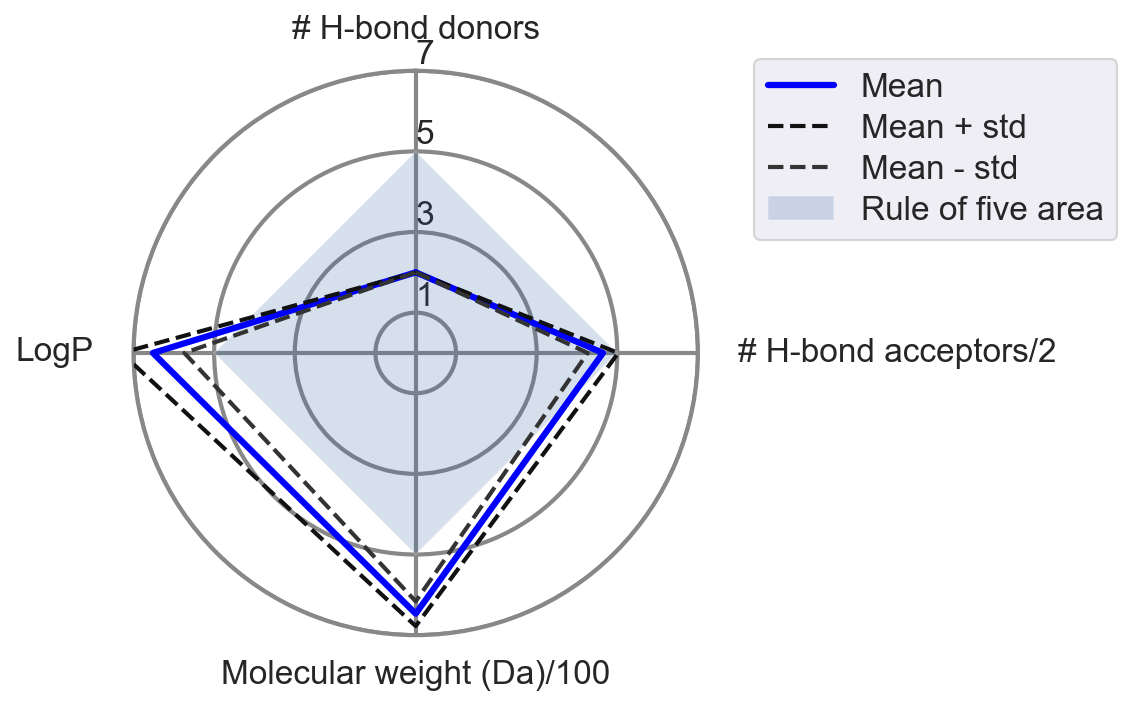 # H-bond donors
7
5
3
1
LogP
# H-bond acceptors/2
Molecular weight (Da)/100
Mean
Mean + std
Mean - std
Rule of five area